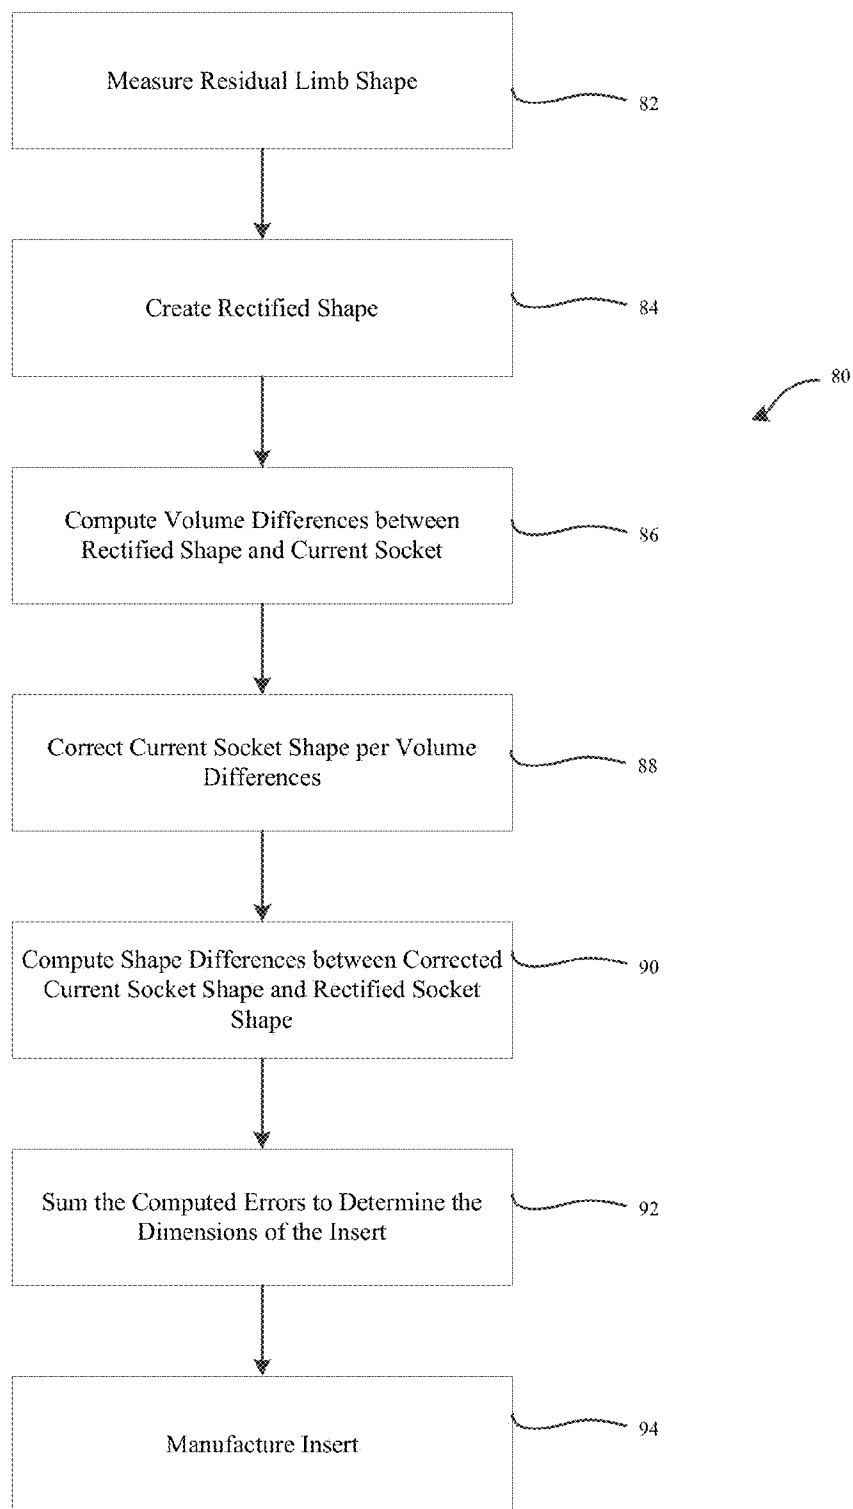 Measure Residual Limb Shape
82
Create Rectified Shape
84
80
Compute Volume Differences between
Rectified Shape and Current Socket
86
Correct Current Socket Shape per Volume
Differences
88
Compute Shape Differences between Corrected
Current Socket Shape and Rectified Socket
Shape
90
Sum the Computed Errors to Determine the
Dimensions of the Insert
92
Manufacture Insert
94